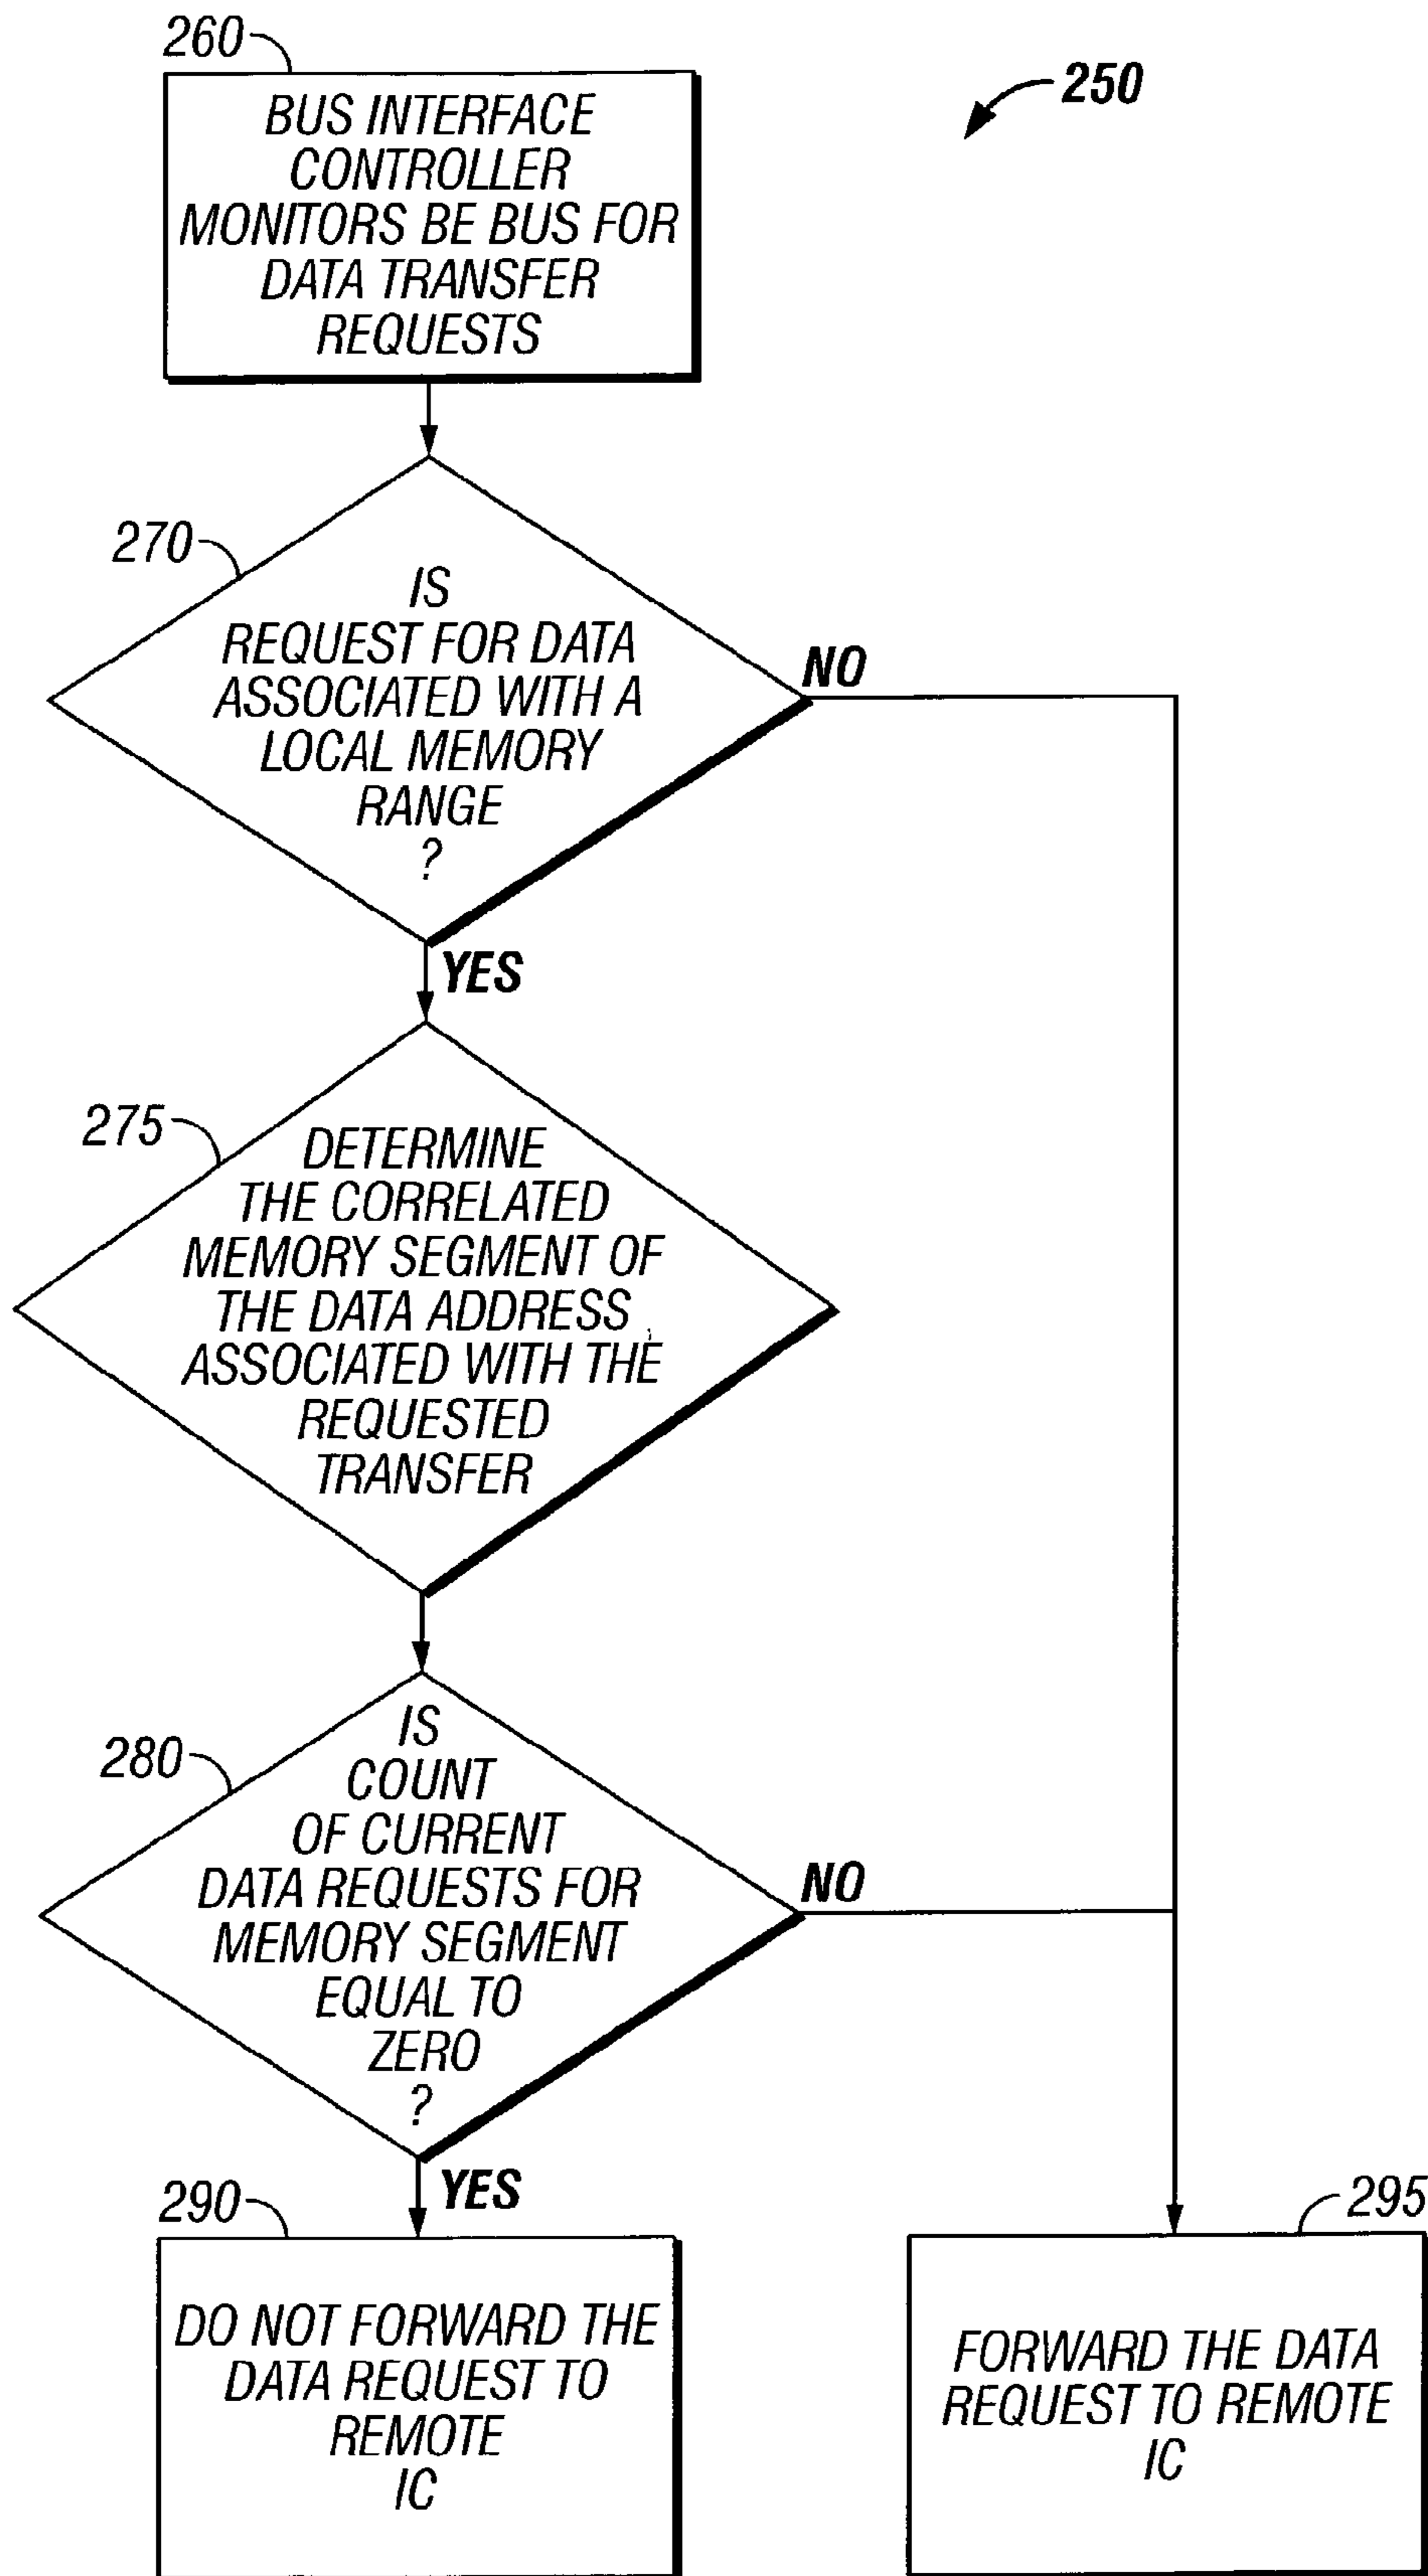 260
250
BUS INTERFACE
CONTROLLER
MONITORS BE BUS FOR
DATA TRANSFER
REQUESTS
270
IS
REQUEST FOR DATA
ASSOCIATED WITH A
LOCAL MEMORY
RANGE
?
NO
YES
275
DETERMINE
THE CORRELATED
MEMORY SEGMENT OF
THE DATA ADDRESS
ASSOCIATED WITH THE
REQUESTED
TRANSFER
280
IS
COUNT
OF CURRENT
DATA REQUESTS FOR
MEMORY SEGMENT
EQUAL TO
ZERO
?
NO
YES
290
DO NOT FORWARD THE
DATA REQUEST TO
REMOTE
IC
295
FORWARD THE DATA
REQUEST TO REMOTE
IC